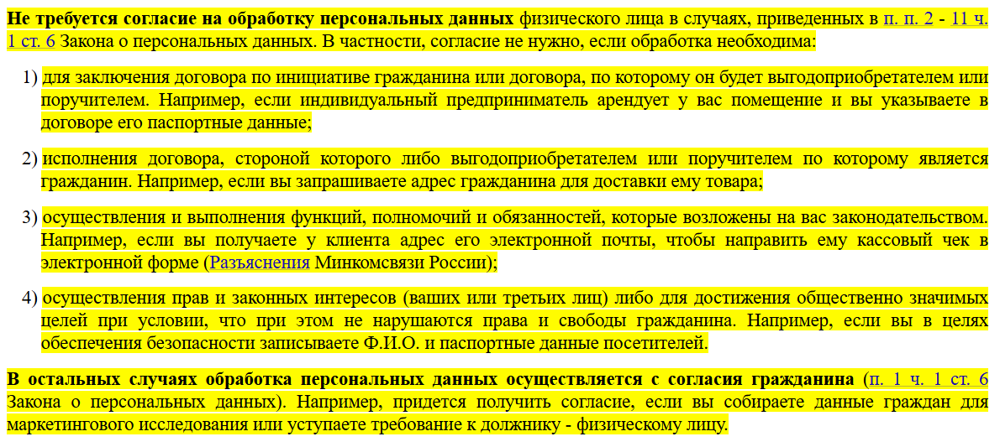 Не требуется согласие на обработку персональных данных физического лица в случаях, приведенных в п. п. 2 - 11 ч.
1 ст. 6 Закона о персональных данных. В частности, согласие не нужно, если обработка необходима:
1) для заключения договора по инициативе гражданина или договора, по которому он будет выгодоприобретателем или
поручителем. Например, если индивидуальный предприниматель арендует у вас помещение и вы указываете в
договоре его паспортные данные;
2) исполнения договора, стороной которого либо выгодоприобретателем или поручителем по которому является
гражданин. Например, если вы запрашиваете адрес гражданина для доставки ему товара;
3) осуществления и выполнения функций, полномочий и обязанностей, которые возложены на вас законодательством.
Например, если вы получаете у клиента адрес его электронной почты, чтобы направить ему кассовый чек в
электронной форме (Разъяснения Минкомсвязи России);
4) осуществления прав и законных интересов (ваших или третьих лиц) либо для достижения общественно значимых
целей при условии, что при этом не нарушаются права и свободы гражданина. Например, если вы в целях
обеспечения безопасности записываете Ф.И.О. и паспортные данные посетителей.
В остальных случаях обработка персональных данных осуществляется с согласия гражданина (п. 1 ч. 1 ст. 6
Закона о персональных данных). Например, придется получить согласие, если вы собираете данные граждан для
маркетингового исследования или уступаете требование к должнику - физическому лицу.